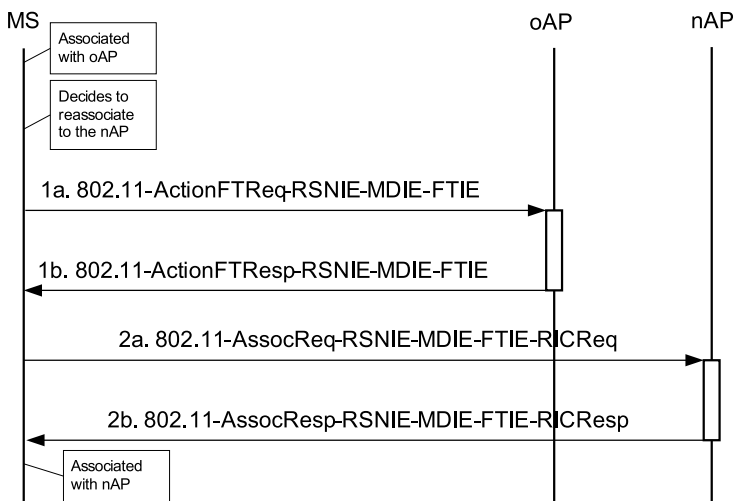 MS
oAP
nAP
Associated
with oAP
Decides to
reassociate
to the nAP
1a. 802.11-ActionFTReq-RSNIE-MDIE-FTIE
1b. 802.11-ActionFTResp-RSNIE-MDIE-FTIE
2a. 802.11-AssocReq-RSNIE-MDIE-FTIE-RICReq
2b. 802.11-AssocResp-RSNIE-MDIE-FTIE-RICResp
Associated
with nAP